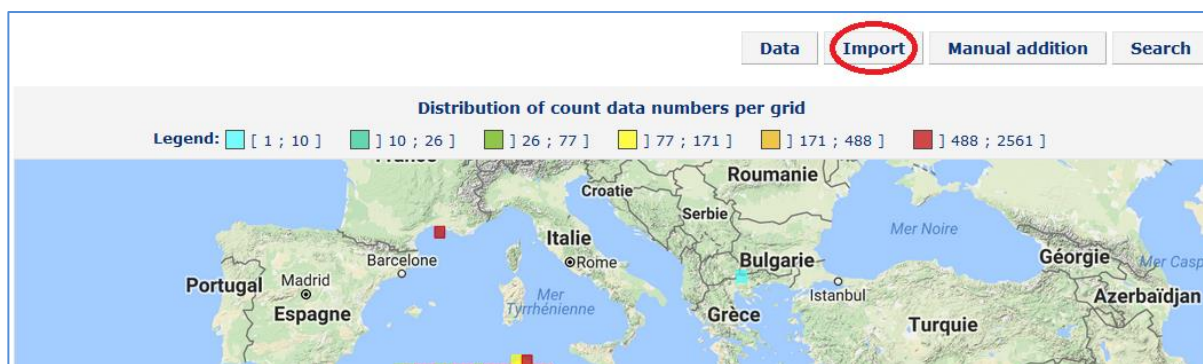 Data Import Manual addition Search
Distribution of count data numbers per grid
Legend: [ 1 ; 10 ] ] 10 ; 26 ] ] 26 ; 77 ] ] 77 ; 171 ] ] 171 ; 488 ] ] 488 ; 2561 ]
Roumanie
Croatie
Serbie
Mer Noire
Italie
Barcelone
Rome
Bulgarie
Géorgie
Mer Casp
Portugal
Madrid
Istanbul
Azerbaïdjan
Mer
Tyrrhénienne
Espagne
Grèce
Turquie